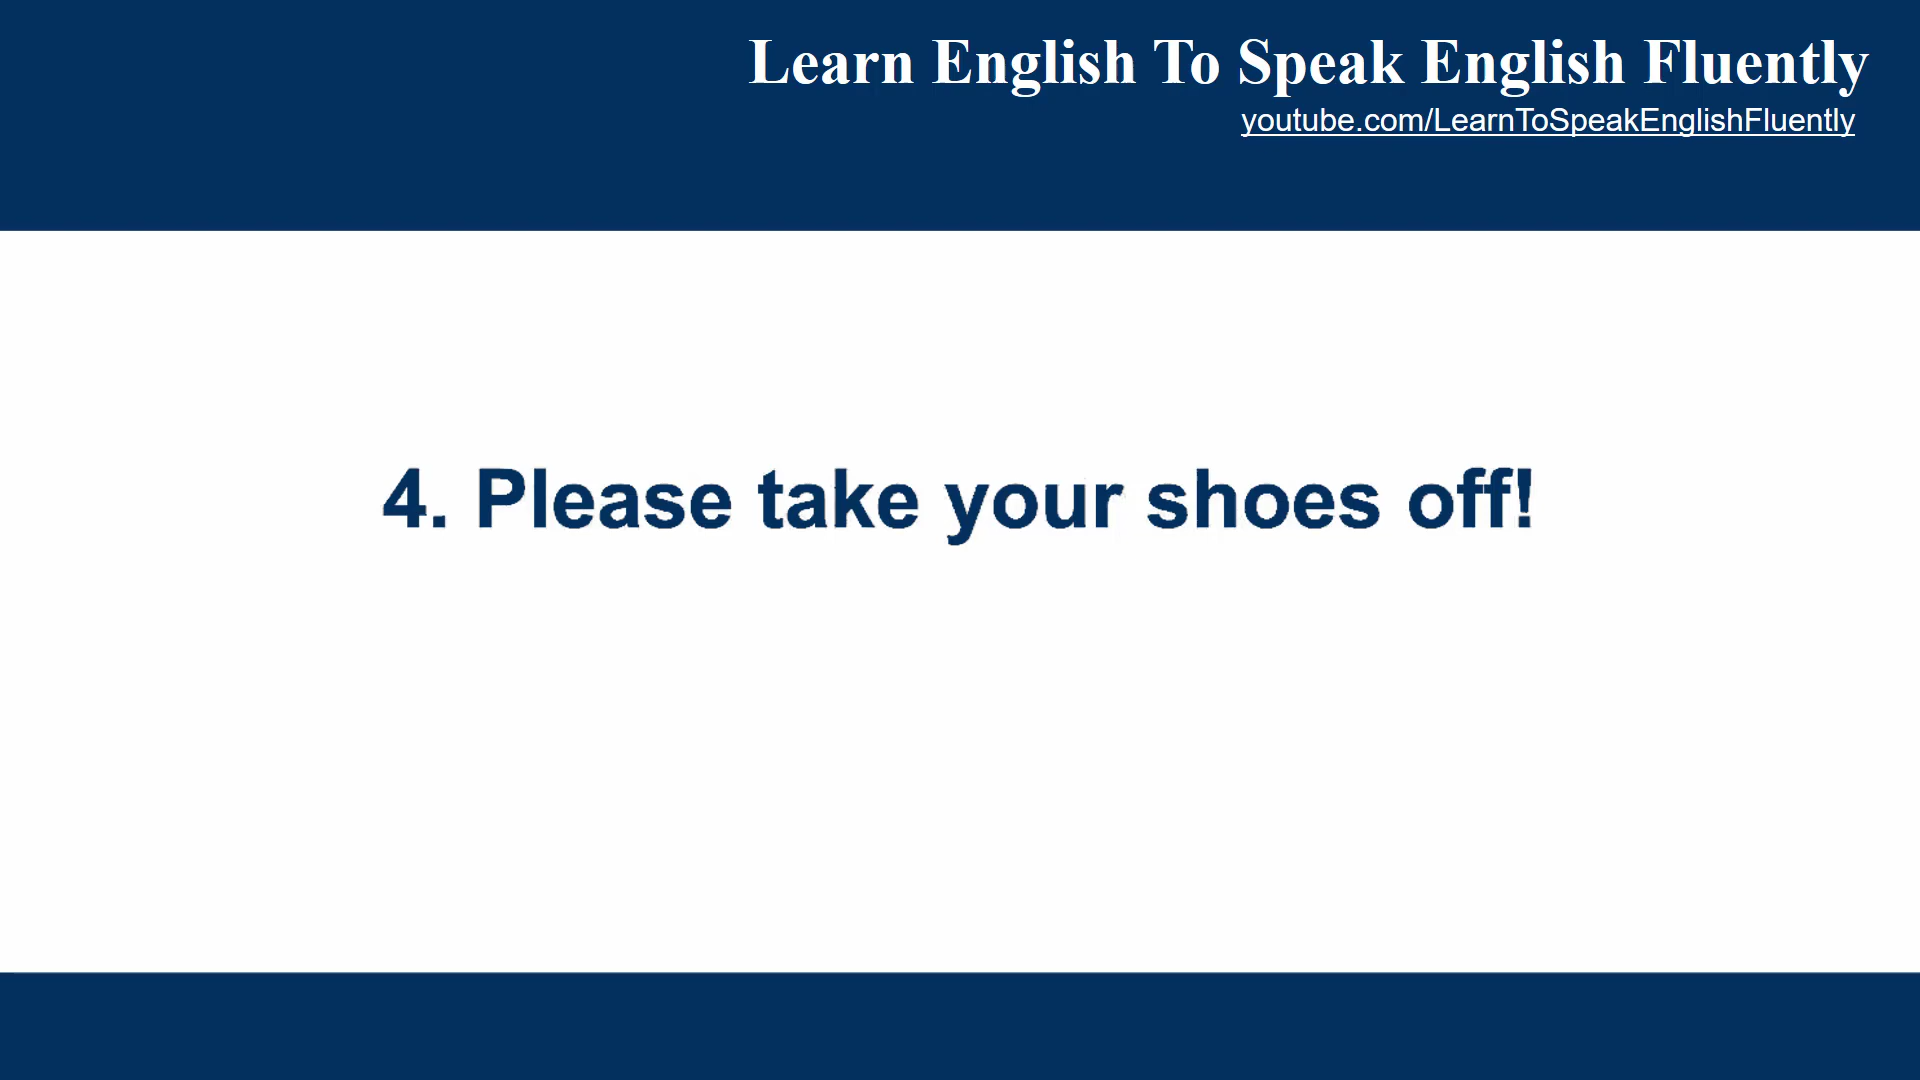 Learn English To Speak English Fluently
youtube.com/LearnToSpeakEnglishFluently
4. Please take your shoes off!